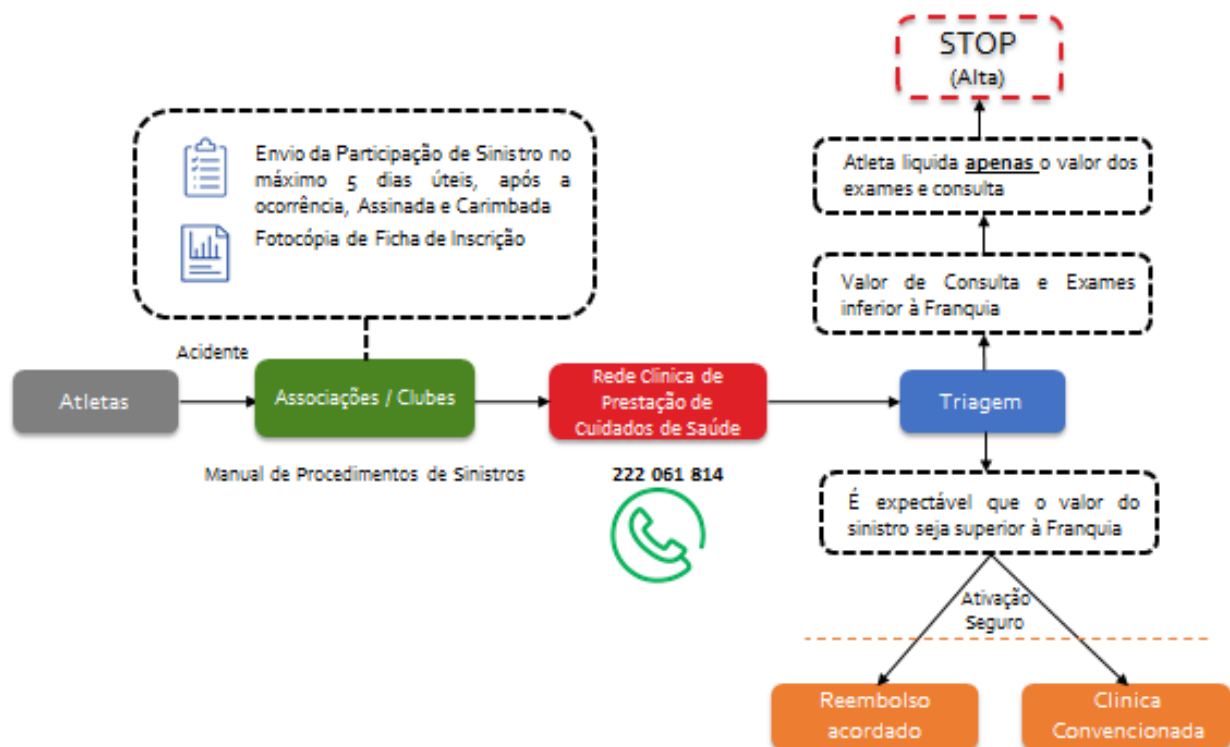 STOP
(Alta)
Envio da Participação de Sinistro no
máximo 5 dias úteis, após a
ocorrência, Assinada e Carimbada
Fotocópia de Ficha de Inscrição
Atleta liquida apenas o valor dos
exames e consulta
Valor de Consulta e Exames
inferior à Franquia
Acidente
Atletas
Associações / Clubes
Rede Clinica de
Prestação de
Cuidados de Saúde
Triagem
Manual de Procedimentos de Sinistros
222 061 814
É expectável que o valor do
sinistro seja superior à Franquia
Ativação
Seguro
Reembolso
acordado
Clinica
Convencionada